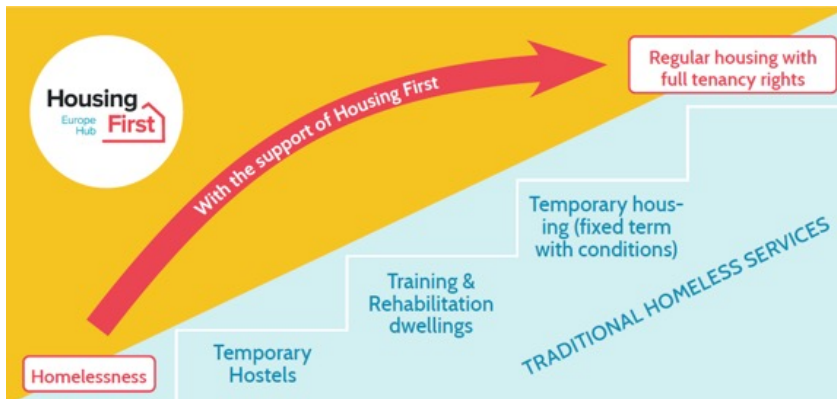 Housing
Europe
Hub
First
With the support of Housing First
Regular housing with
full tenancy rights
Temporary hous-
ing (fixed term
with conditions)
Training &
Rehabilitation
dwellings
Temporary
Hostels
TRADITIONAL HOMELESS SERVICES
Homelessness